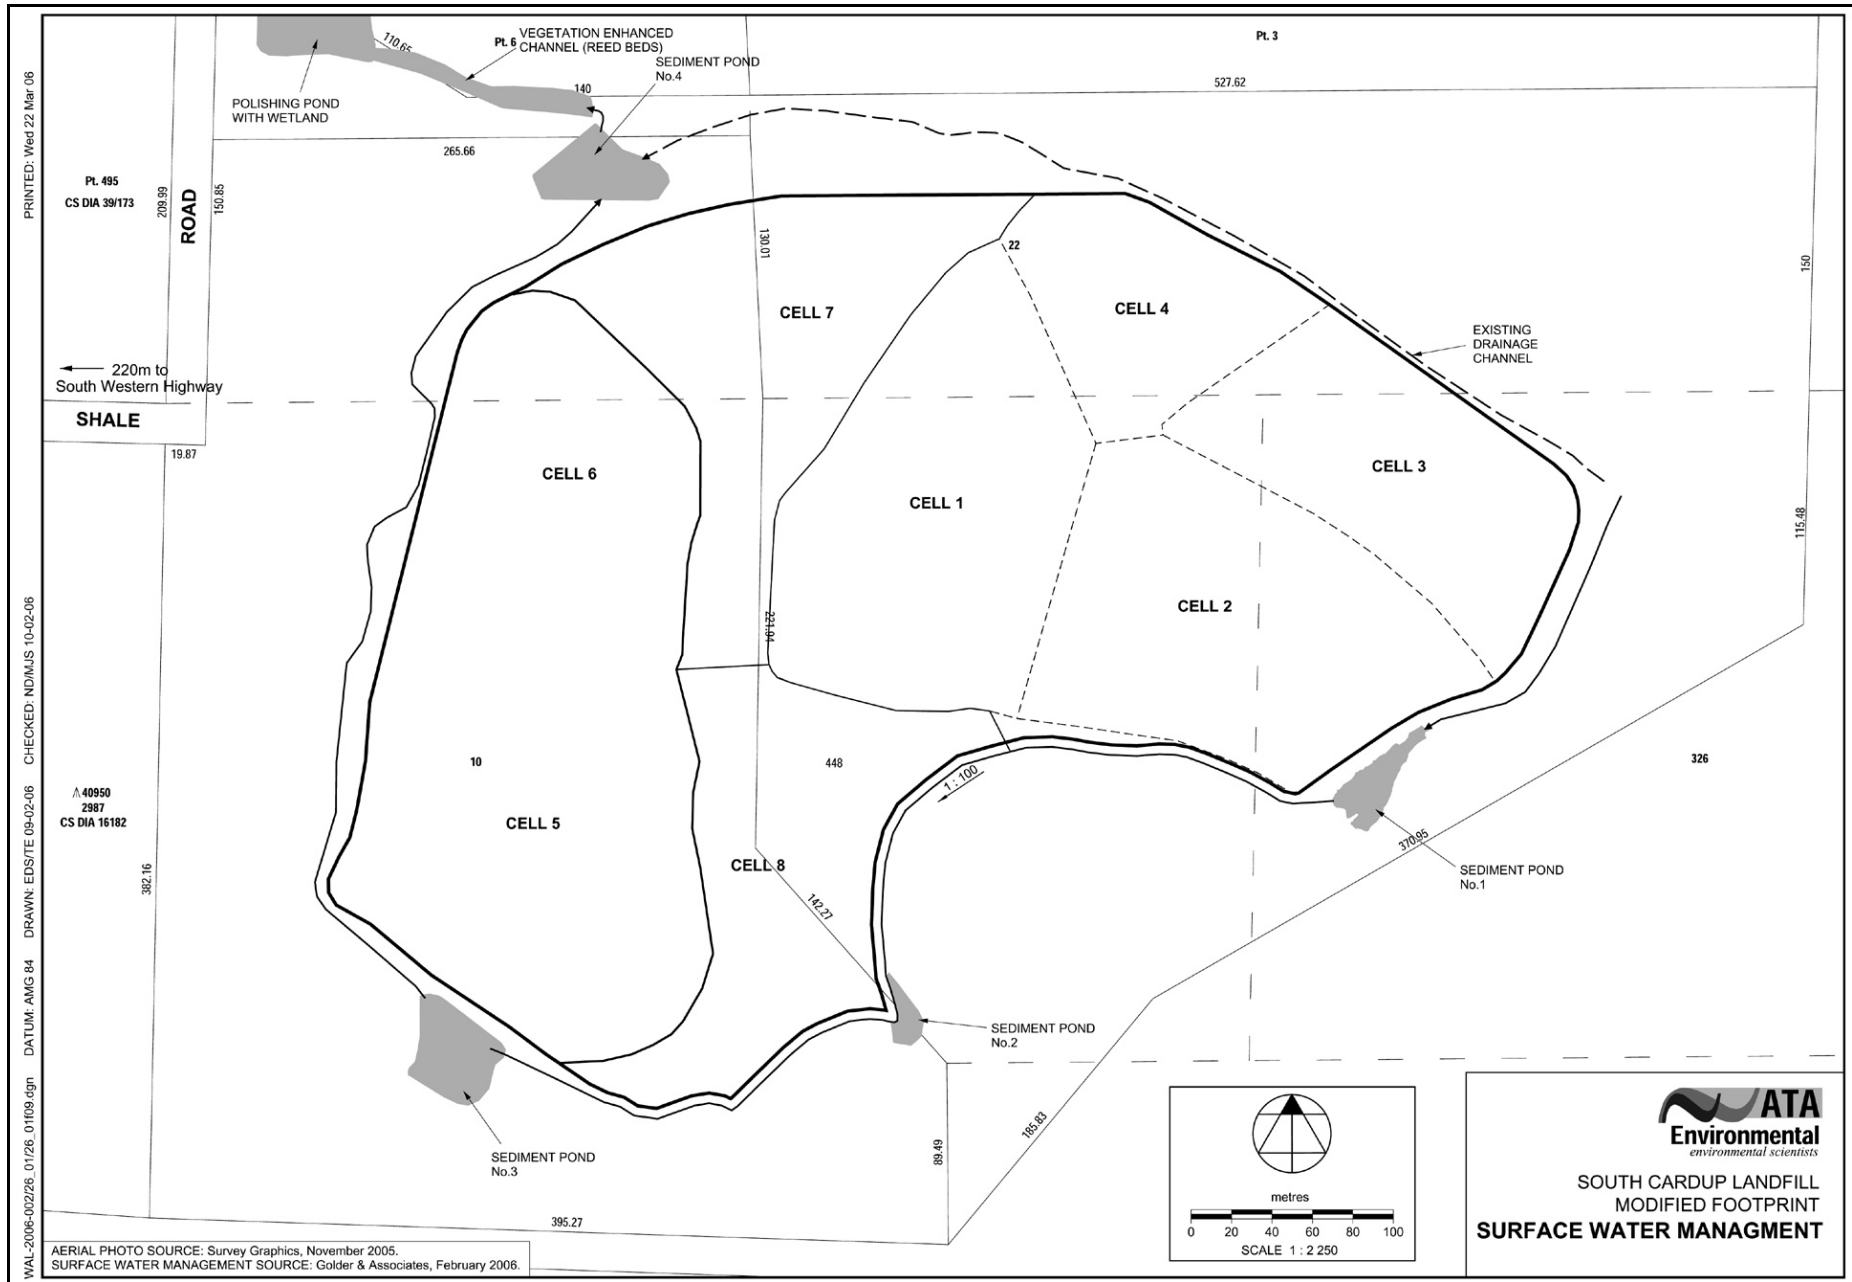 Pt. 3
VEGETATION ENHANCED
Pt. 6
CHANNEL (REED BEDS)
110.65
SEDIMENT POND
No.4
527.62
140
POLISHING POND
WITH WETLAND
265.66
Pt. 495
CS DIA 39/173
209.99
ROAD
150.85
130.01
22
150
CELL 7
CELL 4
EXISTING
DRAINAGE
CHANNEL
220m to
South Western Highway
SHALE
19.87
CELL 6
CELL 3
CELL 1
115.48
CELL 2
221.94
10
448
1 : 100
326
40950
2987
CS DIA 16182
CELL 5
370.95
CELL 8
SEDIMENT POND
No.1
382.16
142.27
SEDIMENT POND
No.2
SEDIMENT POND
No.3
89.49
185.83
395.27
metres
0 20 40 60 80 100
SCALE 1 : 2 250
ATA
Environmental
environmental scientists
SOUTH CARDUP LANDFILL
MODIFIED FOOTPRINT
SURFACE WATER MANAGMENT
AERIAL PHOTO SOURCE: Survey Graphics, November 2005.
SURFACE WATER MANAGEMENT SOURCE: Golder & Associates, February 2006.
WAL-2006-002/26_01/26_01f09.dgn DATUM: AMG 84 DRAWN: EDS/TE 09-02-06 CHECKED: ND/MJS 10-02-06 PRINTED: Wed 22 Mar 06